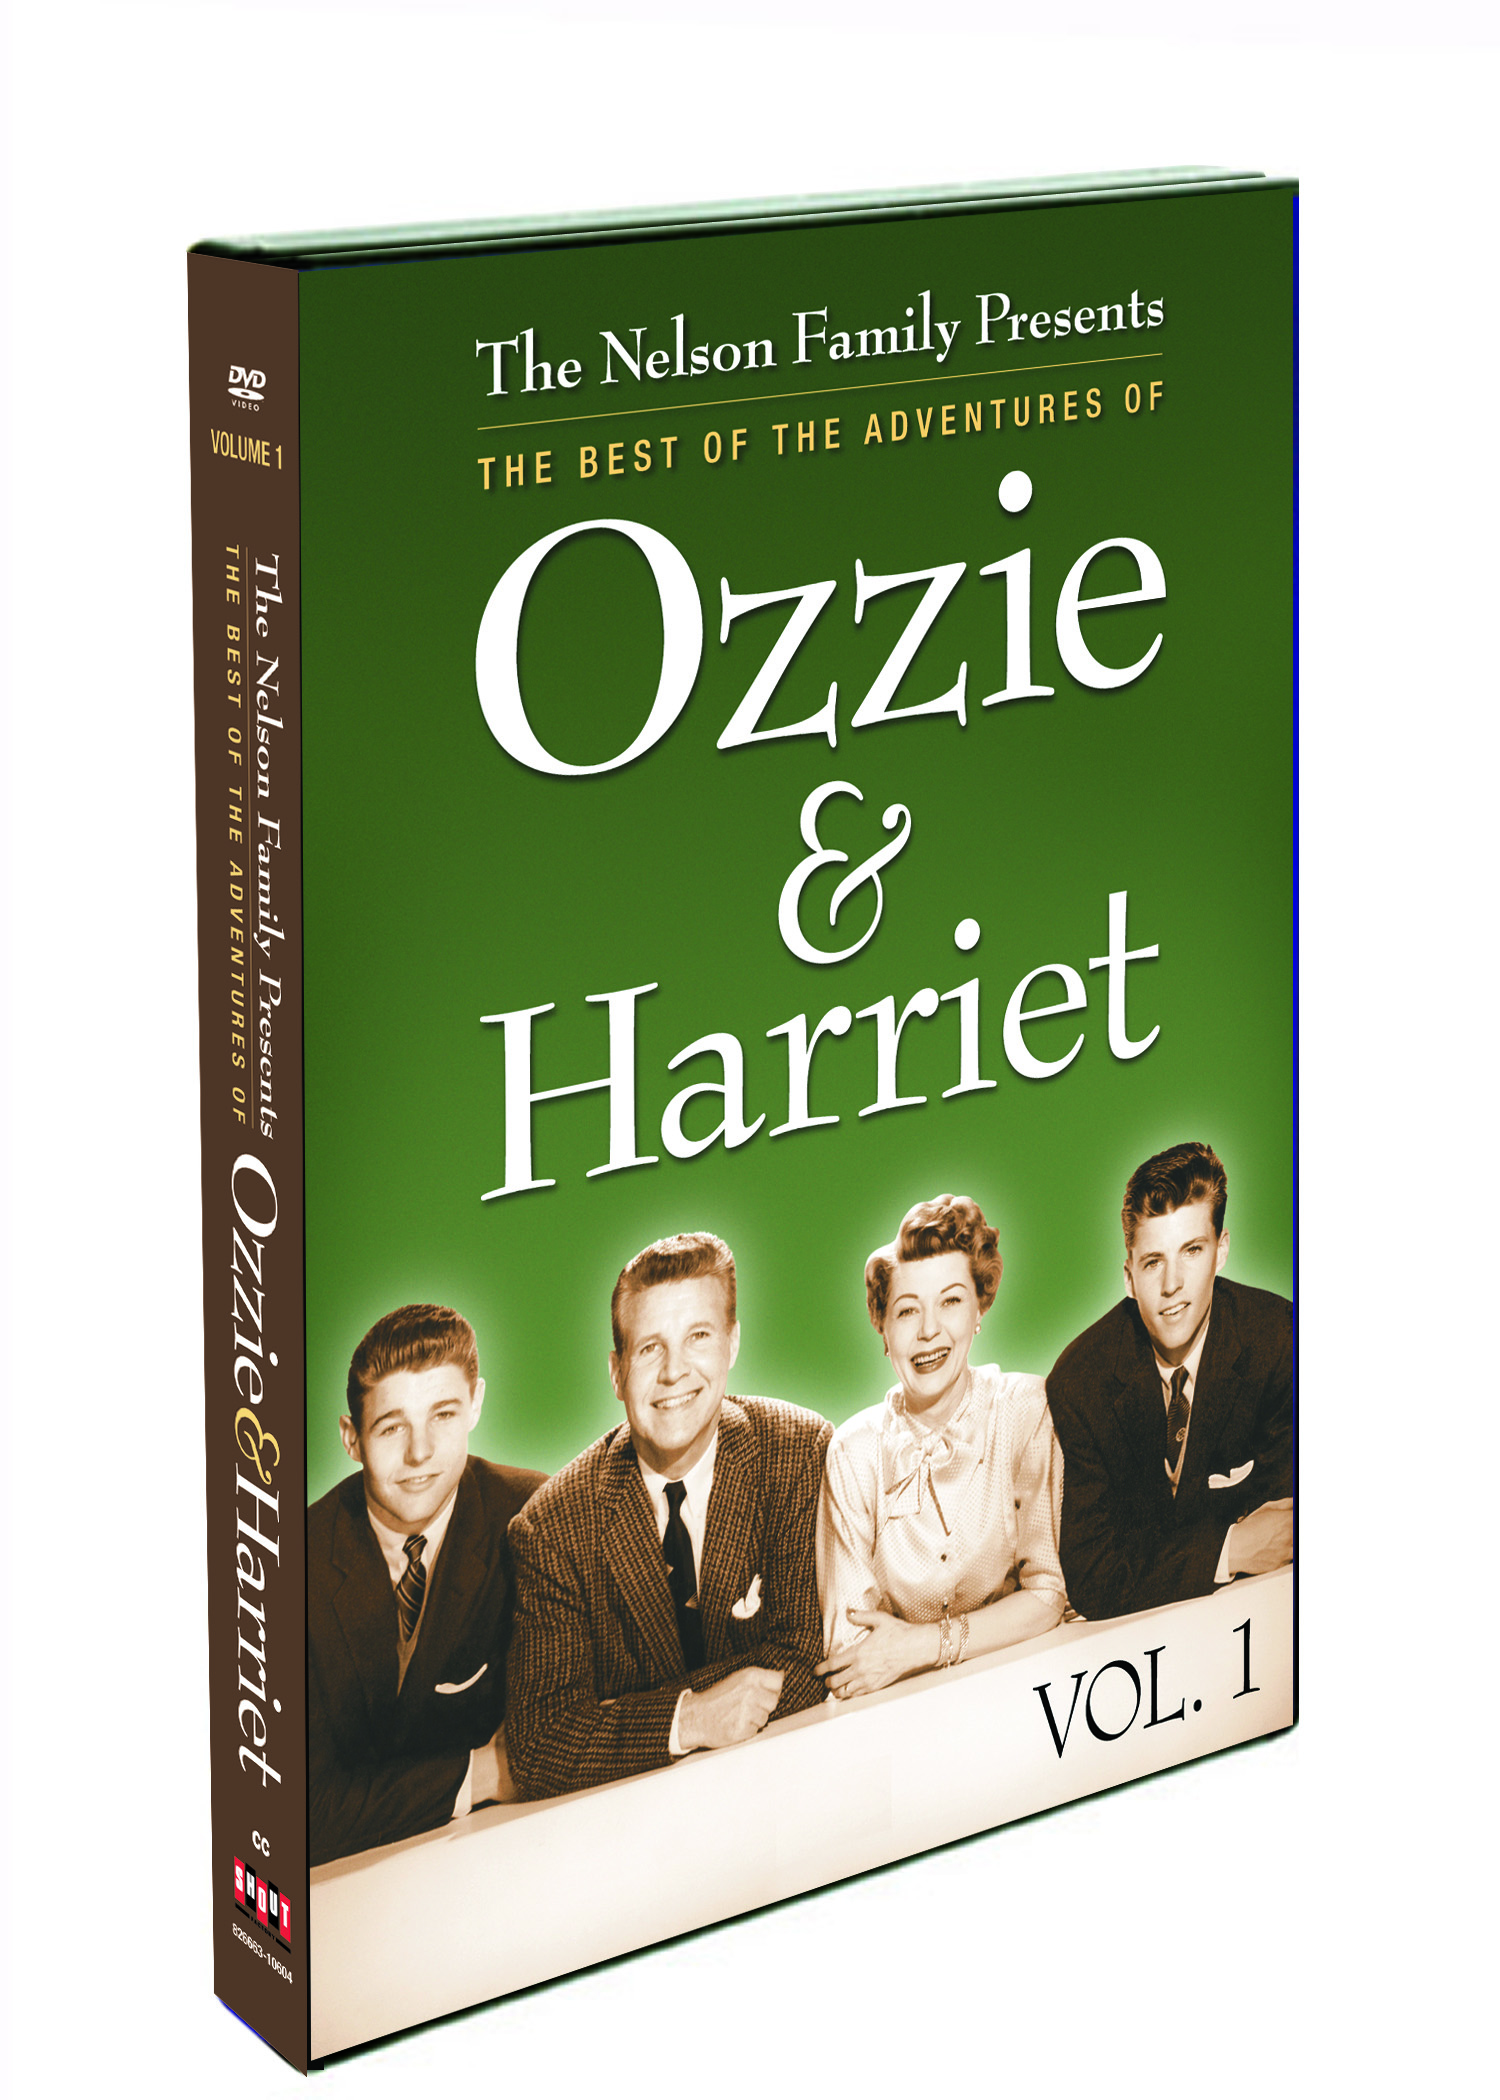 The Nelson Family Presents
THE BEST OF THE ADVENTURES OF
Ozzie
&
Harriet
VOL. 1
DVD
VIDEO
VOLUME 1
The Nelson Family Presents
THE BEST OF THE ADVENTURES OF
Ozzie & Harriet
CC
SHOUT
FACTORY
826663-10604